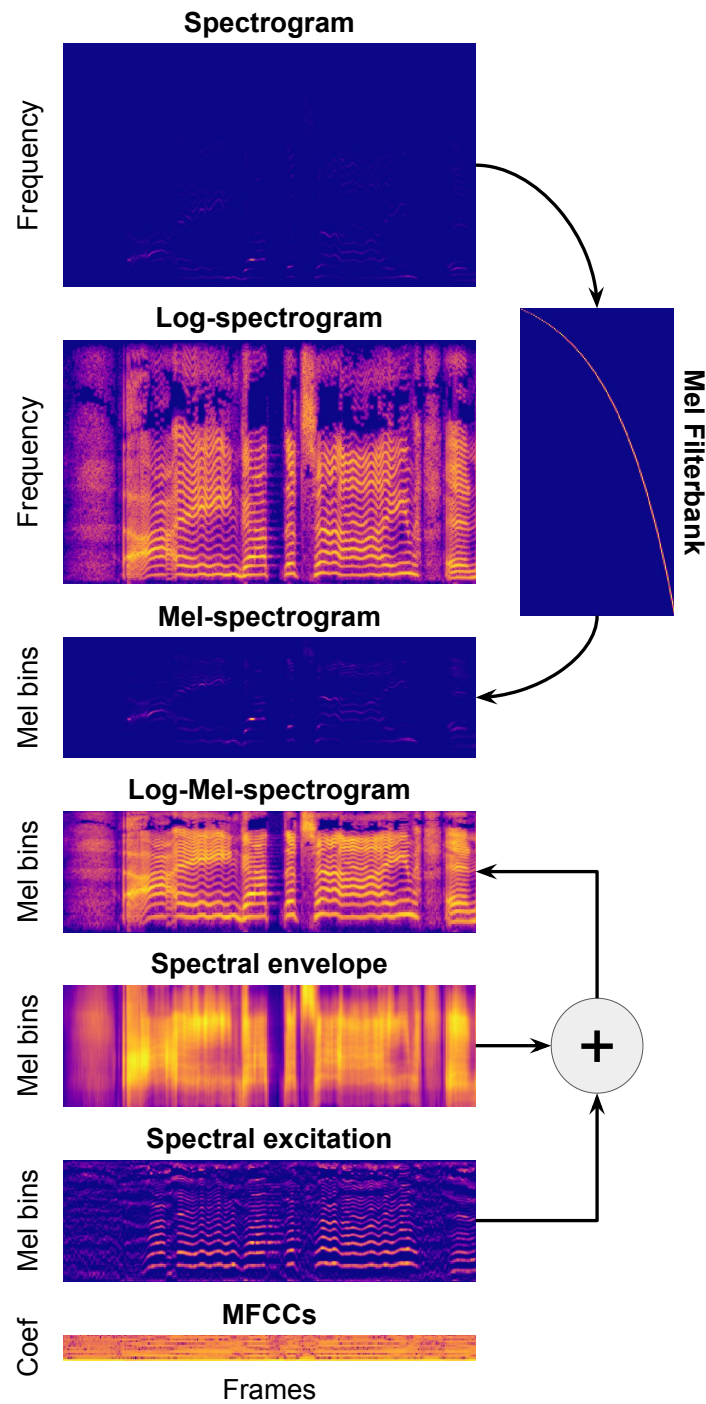 Spectrogram
Frequency
Log-spectrogram
Frequency
Mel Filterbank
Mel-spectrogram
Mel bins
Log-Mel-spectrogram
Mel bins
Spectral envelope
Mel bins
+
Spectral excitation
Mel bins
MFCCs
Coef
Frames